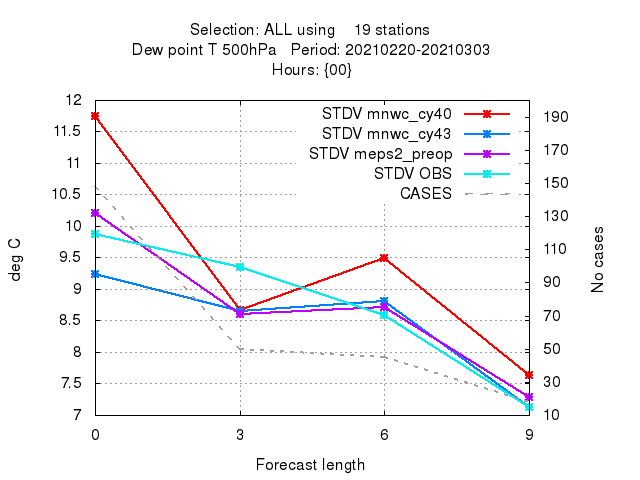 Selection: ALL using    19 stations
Dew point T 500hPa   Period: 20210220-20210303
Hours: {00}
STDV mnwc_cy40
STDV mnwc_cy43
STDV meps2_preop
STDV OBS
CASES
12
11.5
11
10.5
10
9.5
9
8.5
8
7.5
7
190
170
150
130
110
90
70
50
30
10
deg C
No cases
0
3
6
9
Forecast length